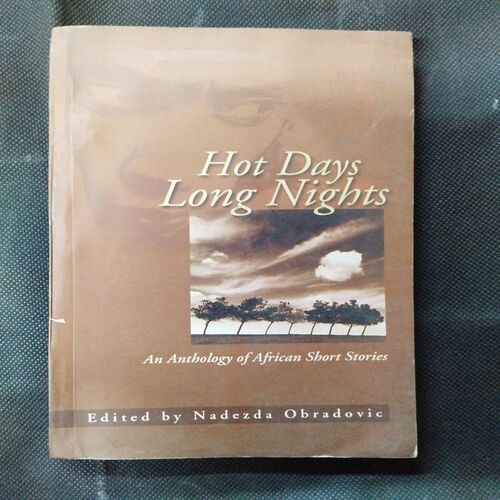 Hot Days
Long Nights
An Anthology of African Short Stories
Edited by Nadezda Obradovic